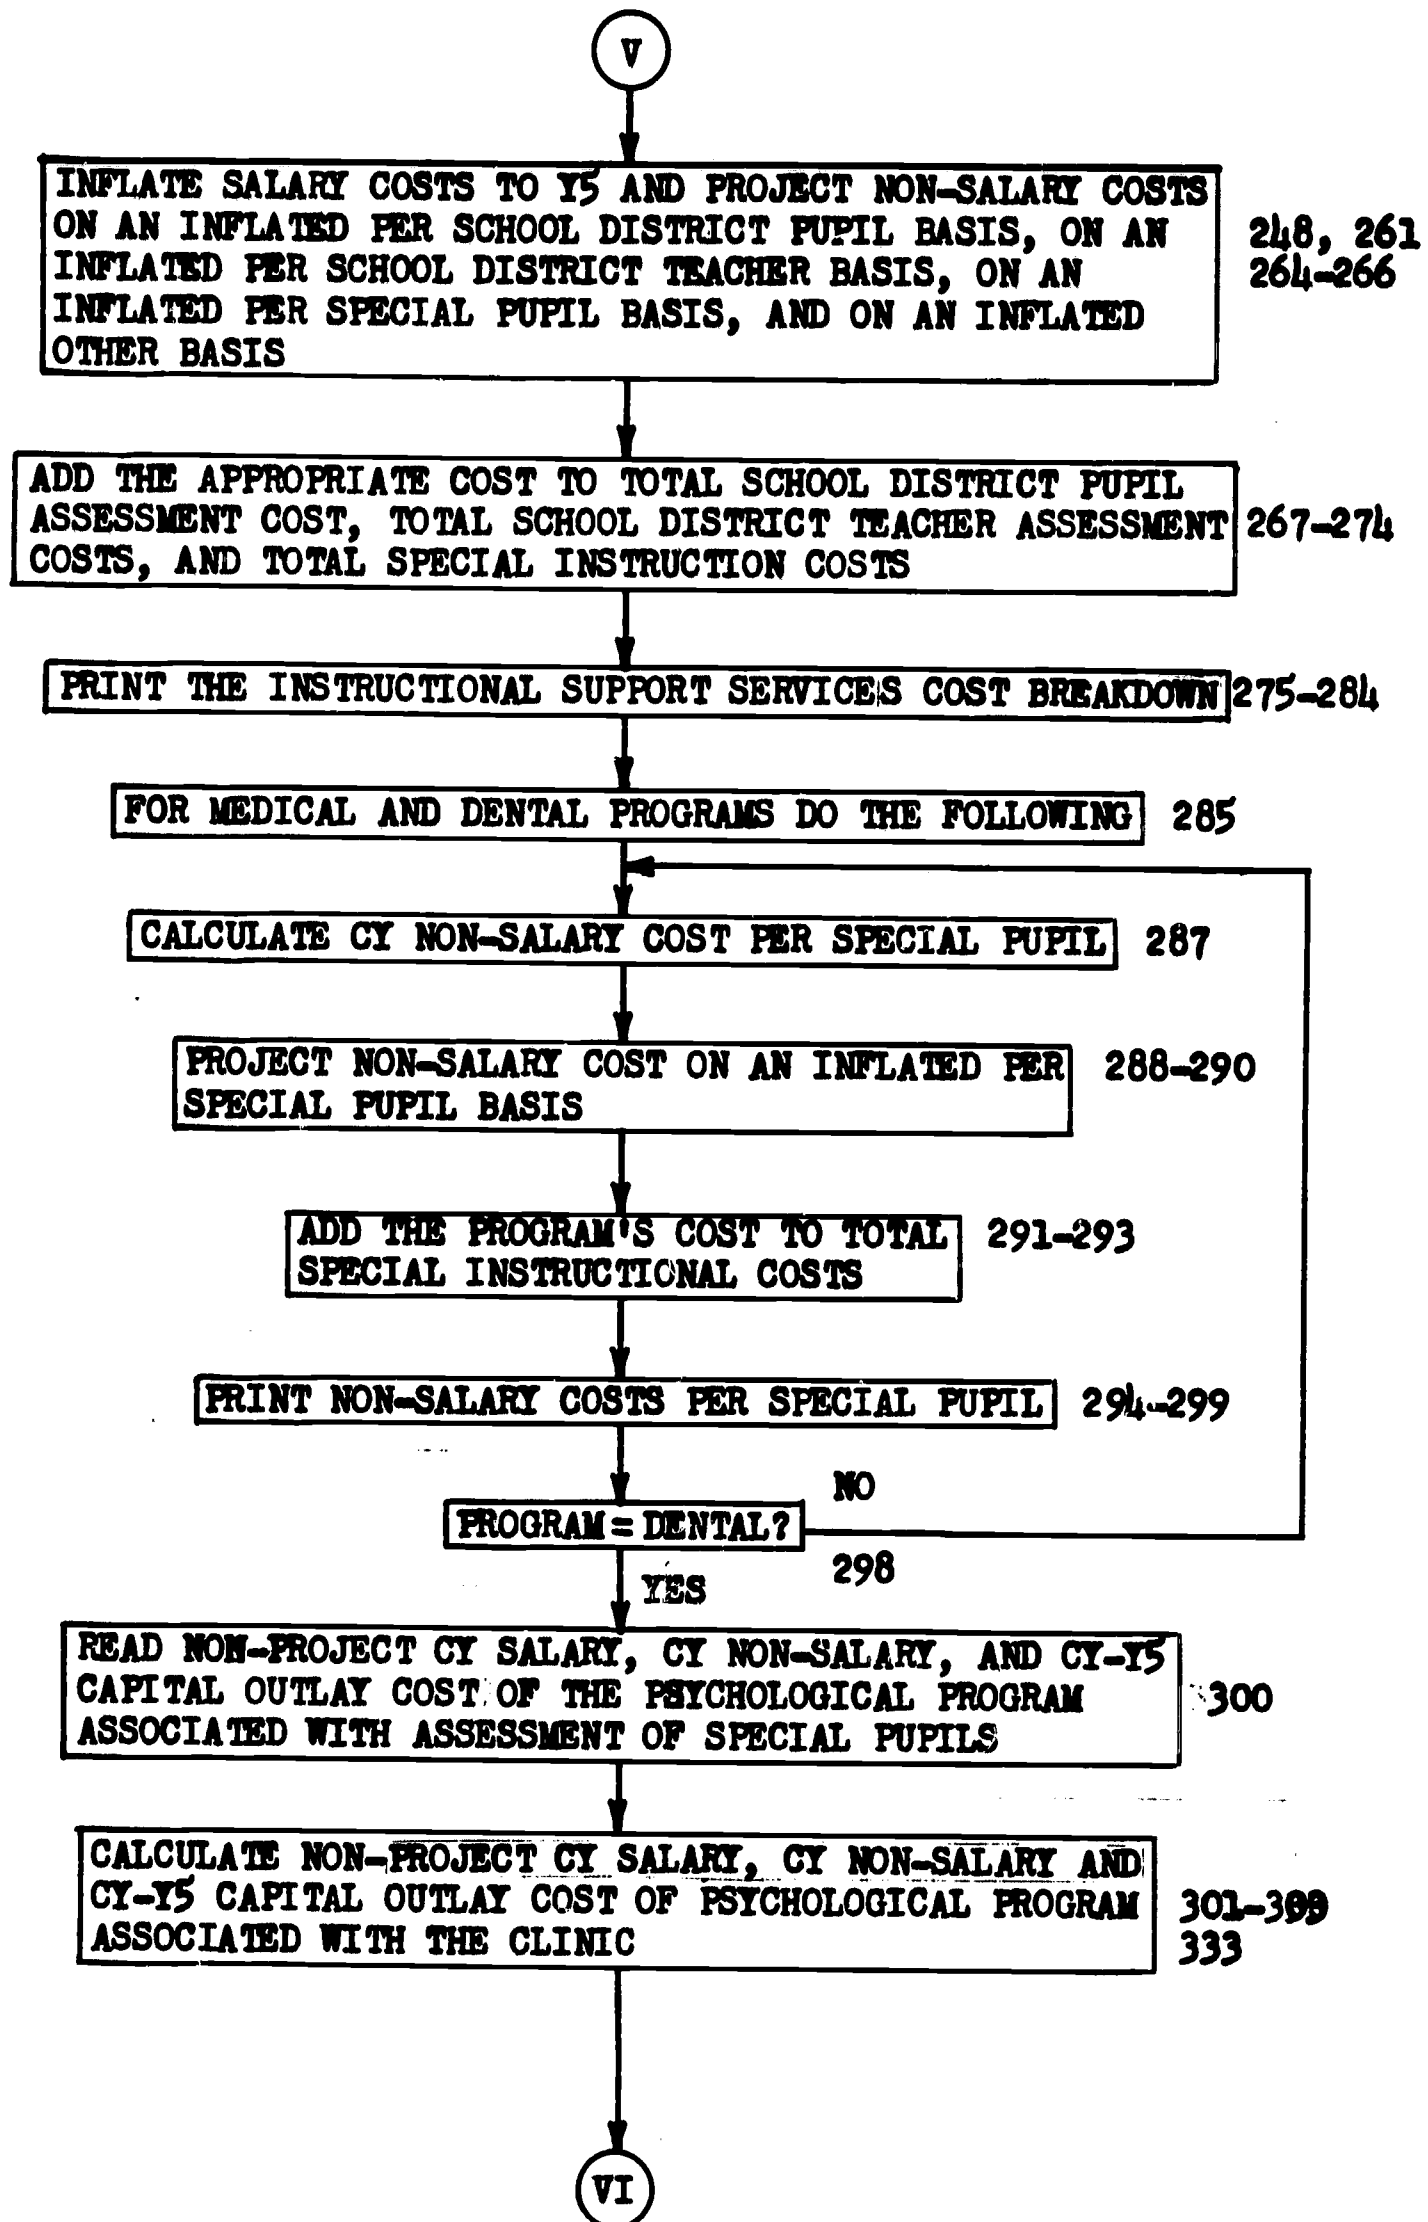 V
INFLATE SALARY COSTS TO Y5 AND PROJECT NON-SALARY COSTS
ON AN INFLATED PER SCHOOL DISTRICT PUPIL BASIS, ON AN
INFLATED PER SCHOOL DISTRICT TEACHER BASIS, ON AN
INFLATED PER SPECIAL PUPIL BASIS, AND ON AN INFLATED
OTHER BASIS
248, 261
264-266
ADD THE APPROPRIATE COST TO TOTAL SCHOOL DISTRICT PUPIL
ASSESSMENT COST, TOTAL SCHOOL DISTRICT TEACHER ASSESSMENT
COSTS, AND TOTAL SPECIAL INSTRUCTION COSTS
267-274
PRINT THE INSTRUCTIONAL SUPPORT SERVICES COST BREAKDOWN
275-284
FOR MEDICAL AND DENTAL PROGRAMS DO THE FOLLOWING
285
CALCULATE CY NON-SALARY COST PER SPECIAL PUPIL
287
PROJECT NON-SALARY COST ON AN INFLATED PER
SPECIAL PUPIL BASIS
288-290
ADD THE PROGRAM'S COST TO TOTAL
SPECIAL INSTRUCTIONAL COSTS
291-293
PRINT NON-SALARY COSTS PER SPECIAL PUPIL
294-299
PROGRAM = DENTAL?
NO
298
YES
READ NON-PROJECT CY SALARY, CY NON-SALARY, AND CY-Y5
CAPITAL OUTLAY COST OF THE PSYCHOLOGICAL PROGRAM
ASSOCIATED WITH ASSESSMENT OF SPECIAL PUPILS
300
CALCULATE NON-PROJECT CY SALARY, CY NON-SALARY AND
CY-Y5 CAPITAL OUTLAY COST OF PSYCHOLOGICAL PROGRAM
ASSOCIATED WITH THE CLINIC
333
VI